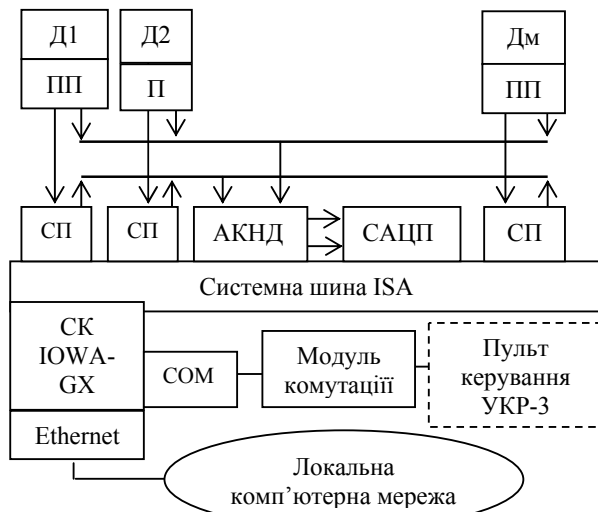 Д1
Д2
Дм
ПП
П
ПП
СП
СП
АКНД
САЦП
СП
Системна шина ISA
СК
IOWA-
GX
COM
Модуль
комутаціїї
Пульт
керування
УКР-3
Ethernet
Локальна
комп’ютерна мережа